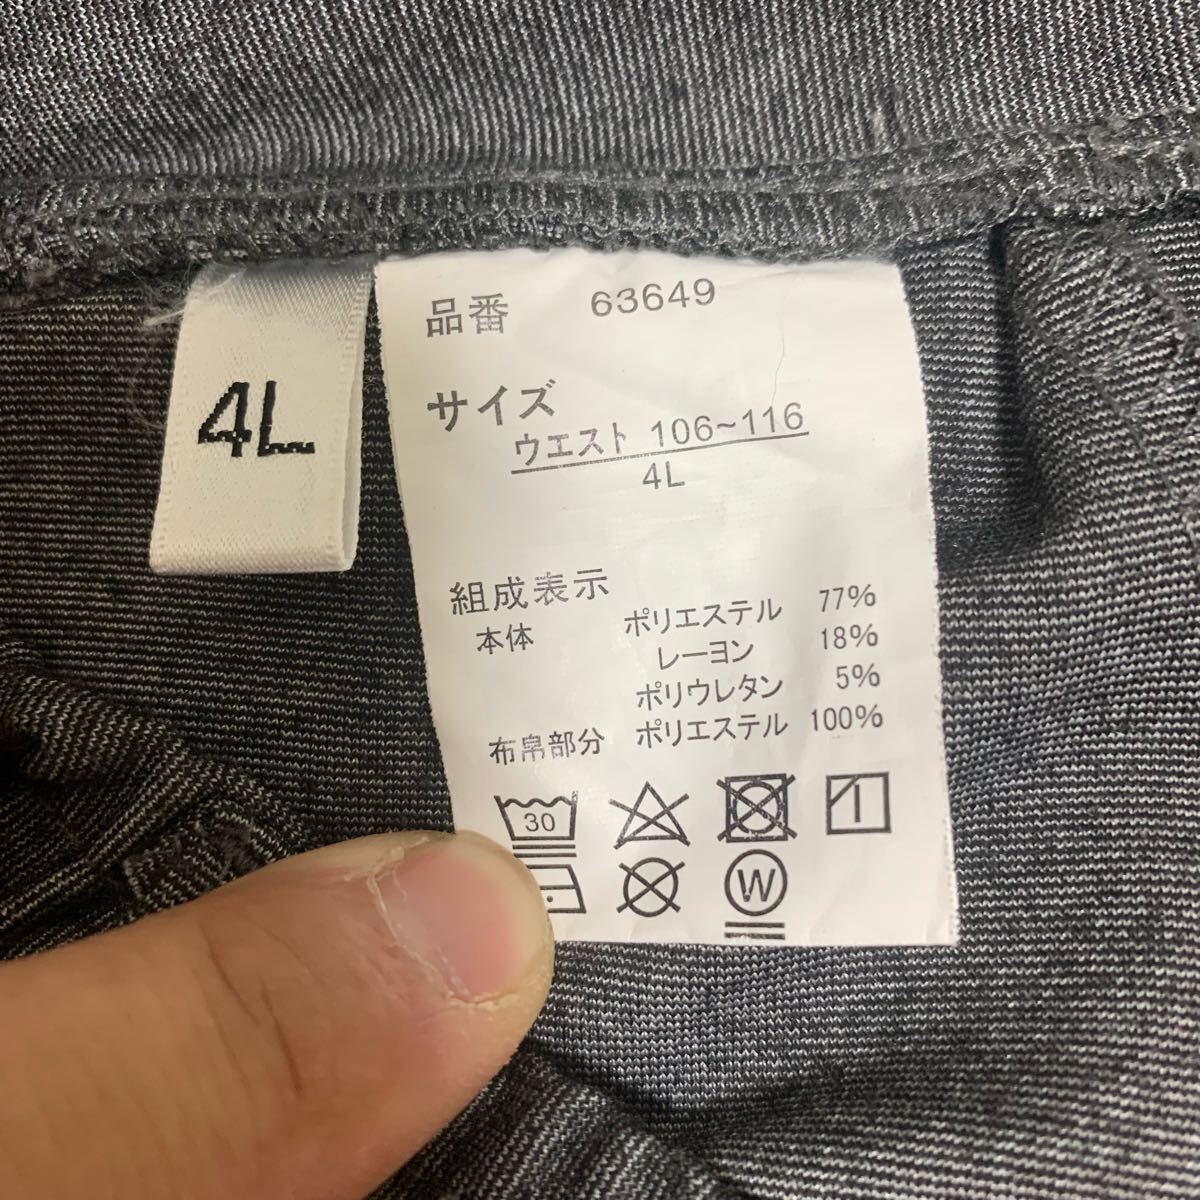 4L
品番 63649
サイズ
ウエスト 106~116
4L
組成表示
本体 ポリエステル 77%
レーヨン 18%
ポリウレタン 5%
布帛部分 ポリエステル 100%
30
W